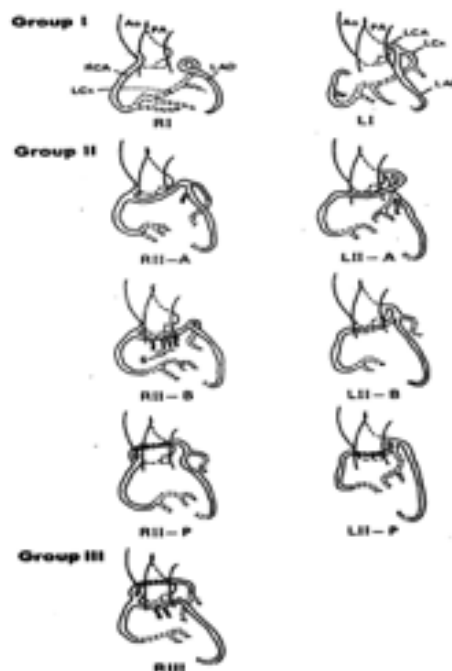 Group I
Ao PA
RCA LAD
LCx
RI
Ao PA LCA
LCx
LAD
LI
Group II
RII-A LII-A
RII-B LII-B
RII-P LII-P
Group III
RIII